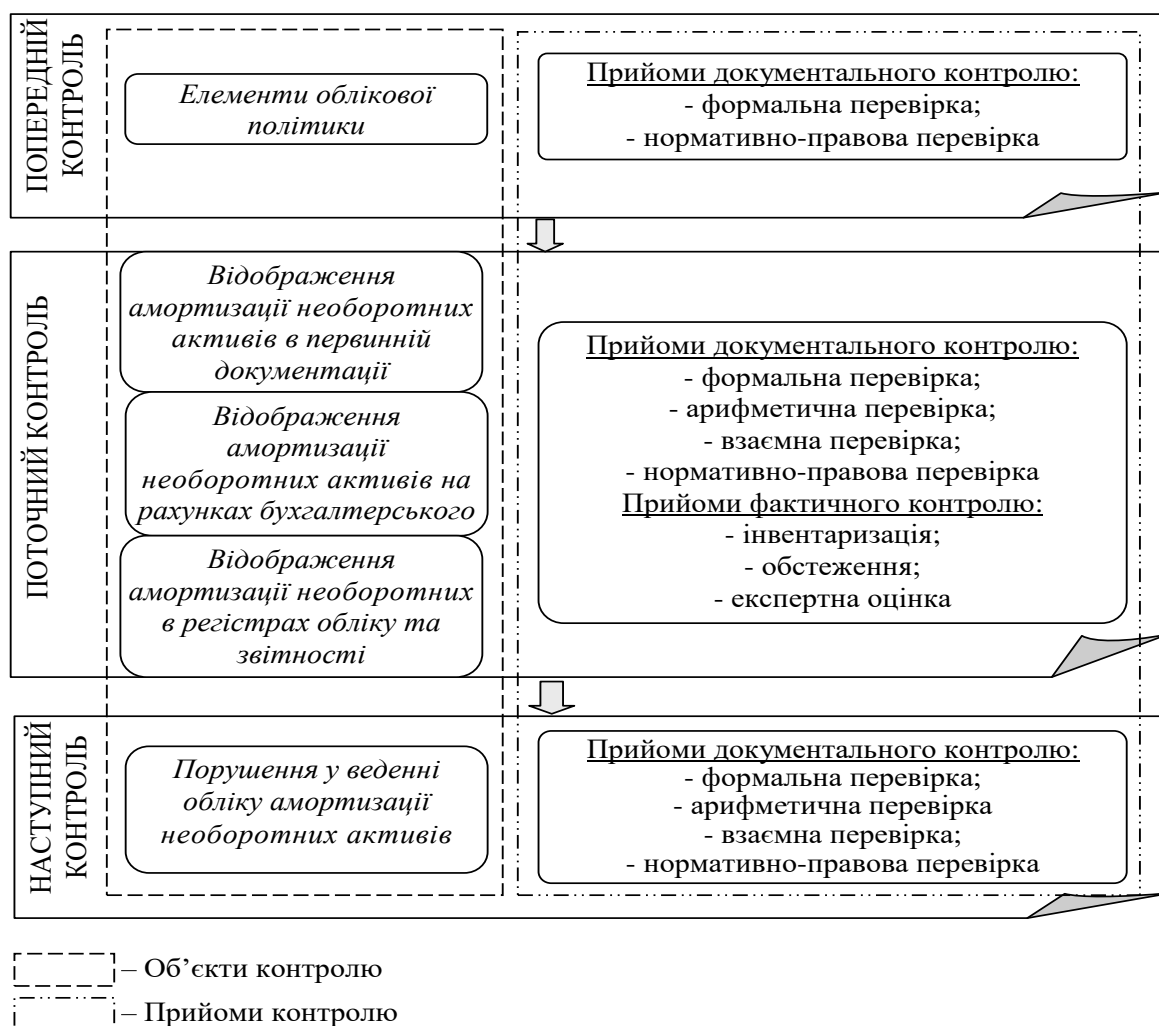 ПОПЕРЕДНІЙ
КОНТРОЛЬ
Елементи облікової
політики
Прийоми документального контролю:
- формальна перевірка;
- нормативно-правова перевірка
ПОТОЧНИЙ КОНТРОЛЬ
Відображення
амортизації необоротних
активів в первинній
документації
Відображення
амортизації
необоротних активів на
рахунках бухгалтерського
Відображення
амортизації необоротних
в регістрах обліку та
звітності
Прийоми документального контролю:
- формальна перевірка;
- арифметична перевірка;
- взаємна перевірка;
- нормативно-правова перевірка
Прийоми фактичного контролю:
- інвентаризація;
- обстеження;
- експертна оцінка
НАСТУПНИЙ
КОНТРОЛЬ
Порушення у веденні
обліку амортизації
необоротних активів
Прийоми документального контролю:
- формальна перевірка;
- арифметична перевірка
- взаємна перевірка;
- нормативно-правова перевірка
– Об’єкти контролю
– Прийоми контролю